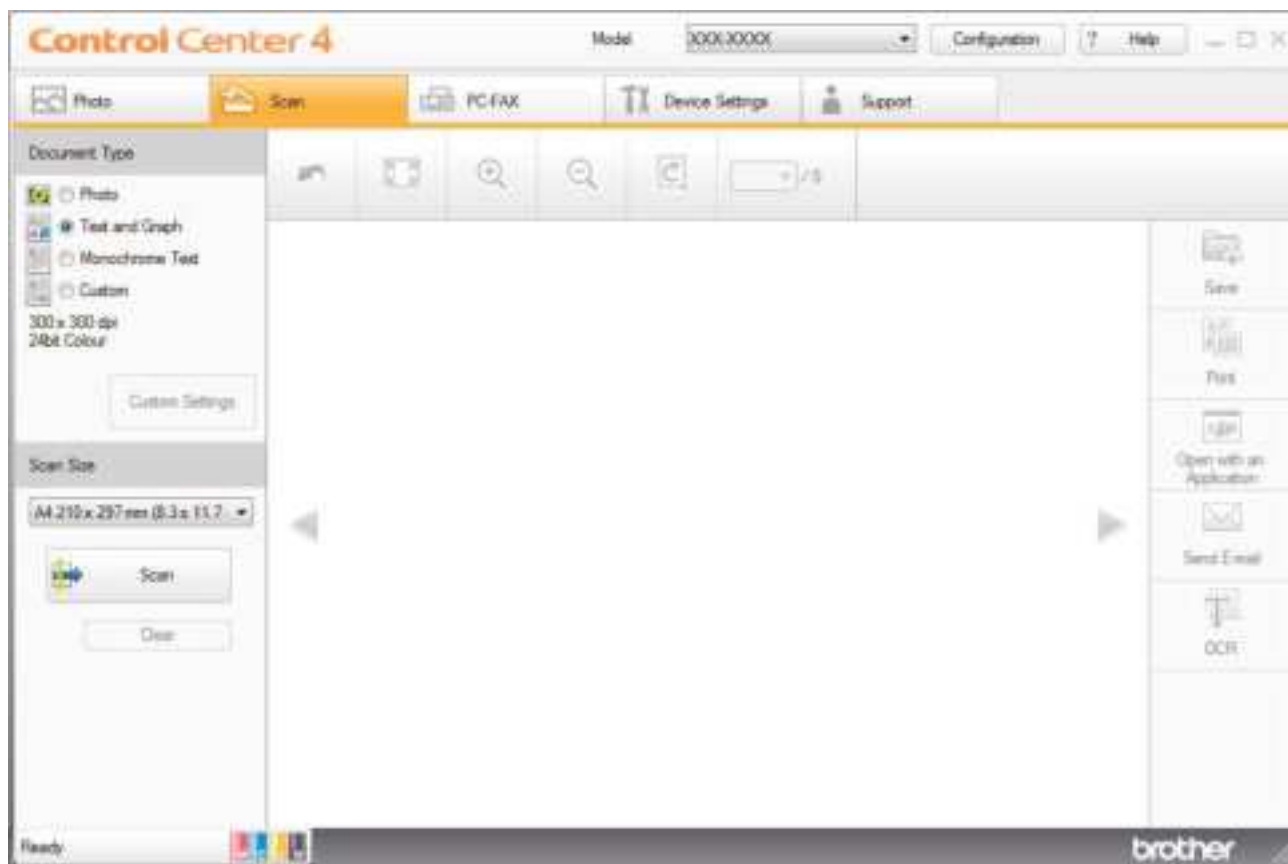 Control Center 4
Model XXX-XXXX Configuration ? Help
Photo Scan PC-FAX Device Settings Support
Document Type
Photo
Text and Graph
Monochrome Text
Custom
300 x 300 dpi
24bit Colour
Custom Settings
Scan Size
A4 210 x 297 mm (8.3 x 11.7
Scan
Clear
/ 0
Save
Print
Open with an
Application
Send E-mail
OCR
Ready
brother